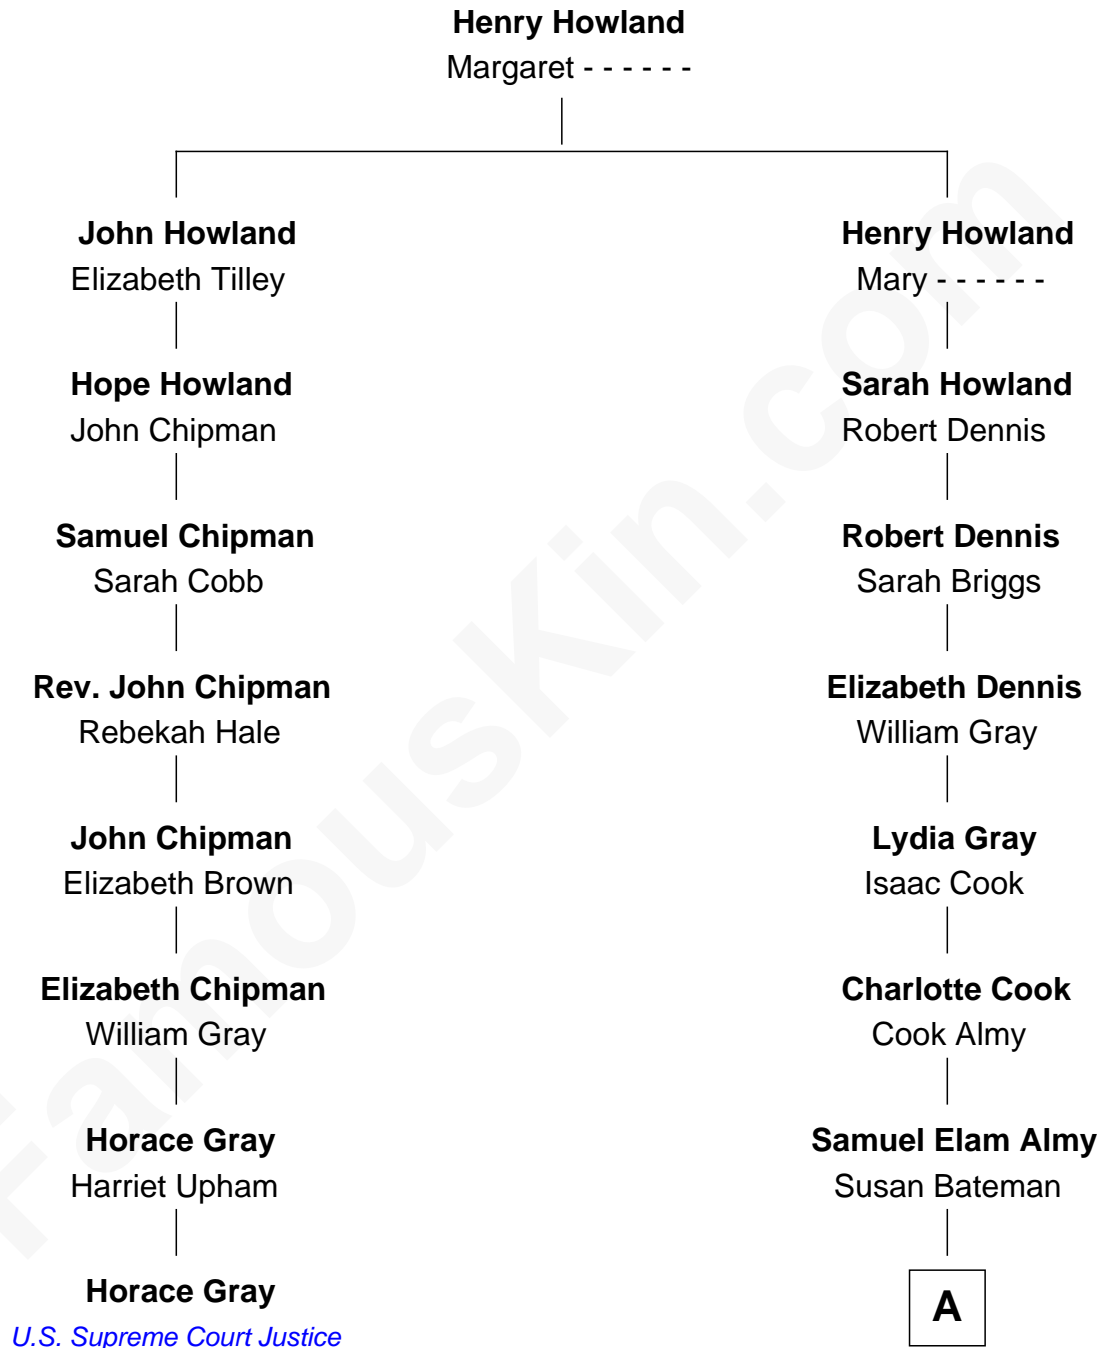 Henry Howland
Margaret - - - - - -
John Howland
Elizabeth Tilley
Henry Howland
Mary - - - - - -
Hope Howland
John Chipman
Sarah Howland
Robert Dennis
Samuel Chipman
Sarah Cobb
Robert Dennis
Sarah Briggs
Rev. John Chipman
Rebekah Hale
Elizabeth Dennis
William Gray
John Chipman
Elizabeth Brown
Lydia Gray
Isaac Cook
Elizabeth Chipman
William Gray
Charlotte Cook
Cook Almy
Horace Gray
Harriet Upham
Samuel Elam Almy
Susan Bateman
Horace Gray
U.S. Supreme Court Justice
A
FamousKin.com